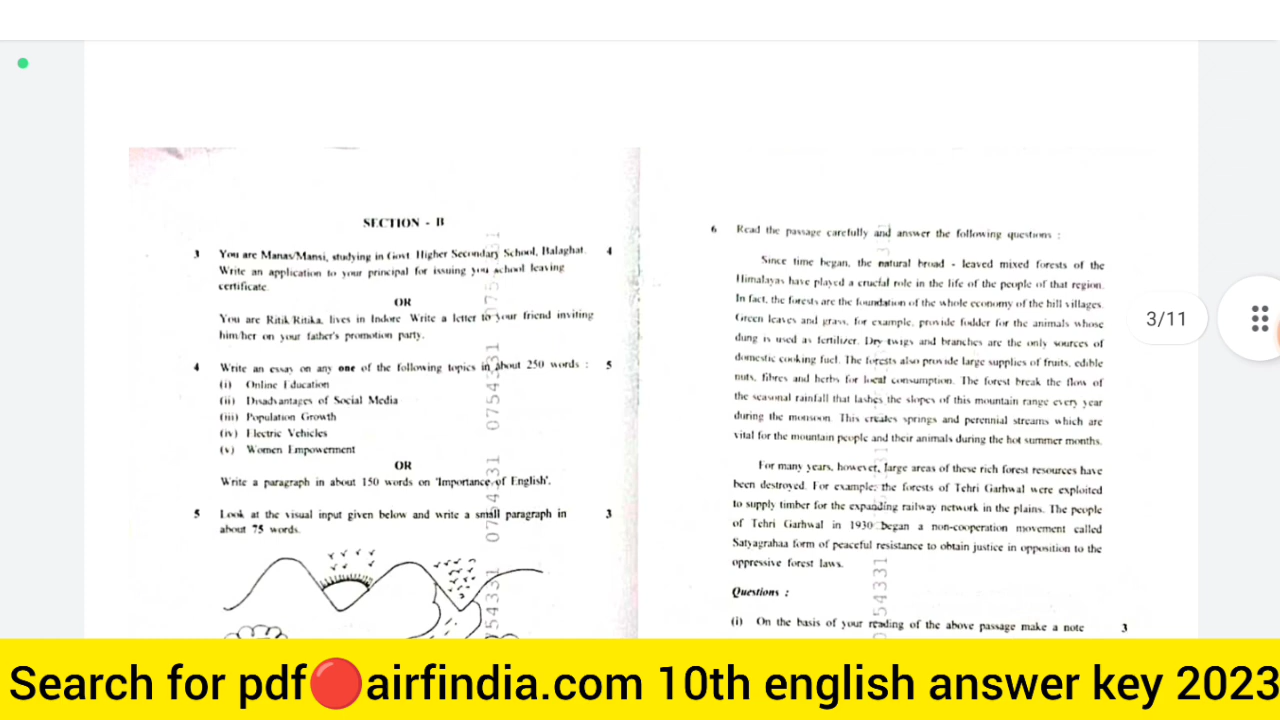 SECTION - B
3 You are Manas/Mansi, studying in Govt Higher Secondary School, Balaghat. 4
Write an application to your principal for issuing you school leaving
certificate.
OR
You are Ritik/Ritika, lives in Indore Write a letter to your friend inviting
him/her on your father's promotion party.
4 Write an essay on any one of the following topics in about 250 words : 5
(i) Online Education
(ii) Disadvantages of Social Media
(iii) Population Growth
(iv) Electric Vehicles
(v) Women Empowerment
OR
Write a paragraph in about 150 words on 'Importance of English'.
5 Look at the visual input given below and write a small paragraph in 3
about 75 words.
0754331 0754331
6 Read the passage carefully and answer the following questions :
Since time began, the natural broad - leaved mixed forests of the
Himalayas have played a crucial role in the life of the people of that region.
In fact, the forests are the foundation of the whole economy of the hill villages.
Green leaves and grass, for example, provide fodder for the animals whose
dung is used as fertilizer. Dry twigs and branches are the only sources of
domestic cooking fuel. The forests also provide large supplies of fruits, edible
nuts, fibres and herbs for local consumption. The forest break the flow of
the seasonal rainfall that lashes the slopes of this mountain range every year
during the monsoon. This creates springs and perennial streams which are
vital for the mountain people and their animals during the hot summer months.
For many years, however, large areas of these rich forest resources have
been destroyed. For example, the forests of Tehri Garhwal were exploited
to supply timber for the expanding railway network in the plains. The people
of Tehri Garhwal in 1930 began a non-cooperation movement called
Satyagrahaa form of peaceful resistance to obtain justice in opposition to the
oppressive forest laws.
Questions :
(i) On the basis of your reading of the above passage make a note 3
3/11
Search for pdf🔴airfindia.com 10th english answer key 2023